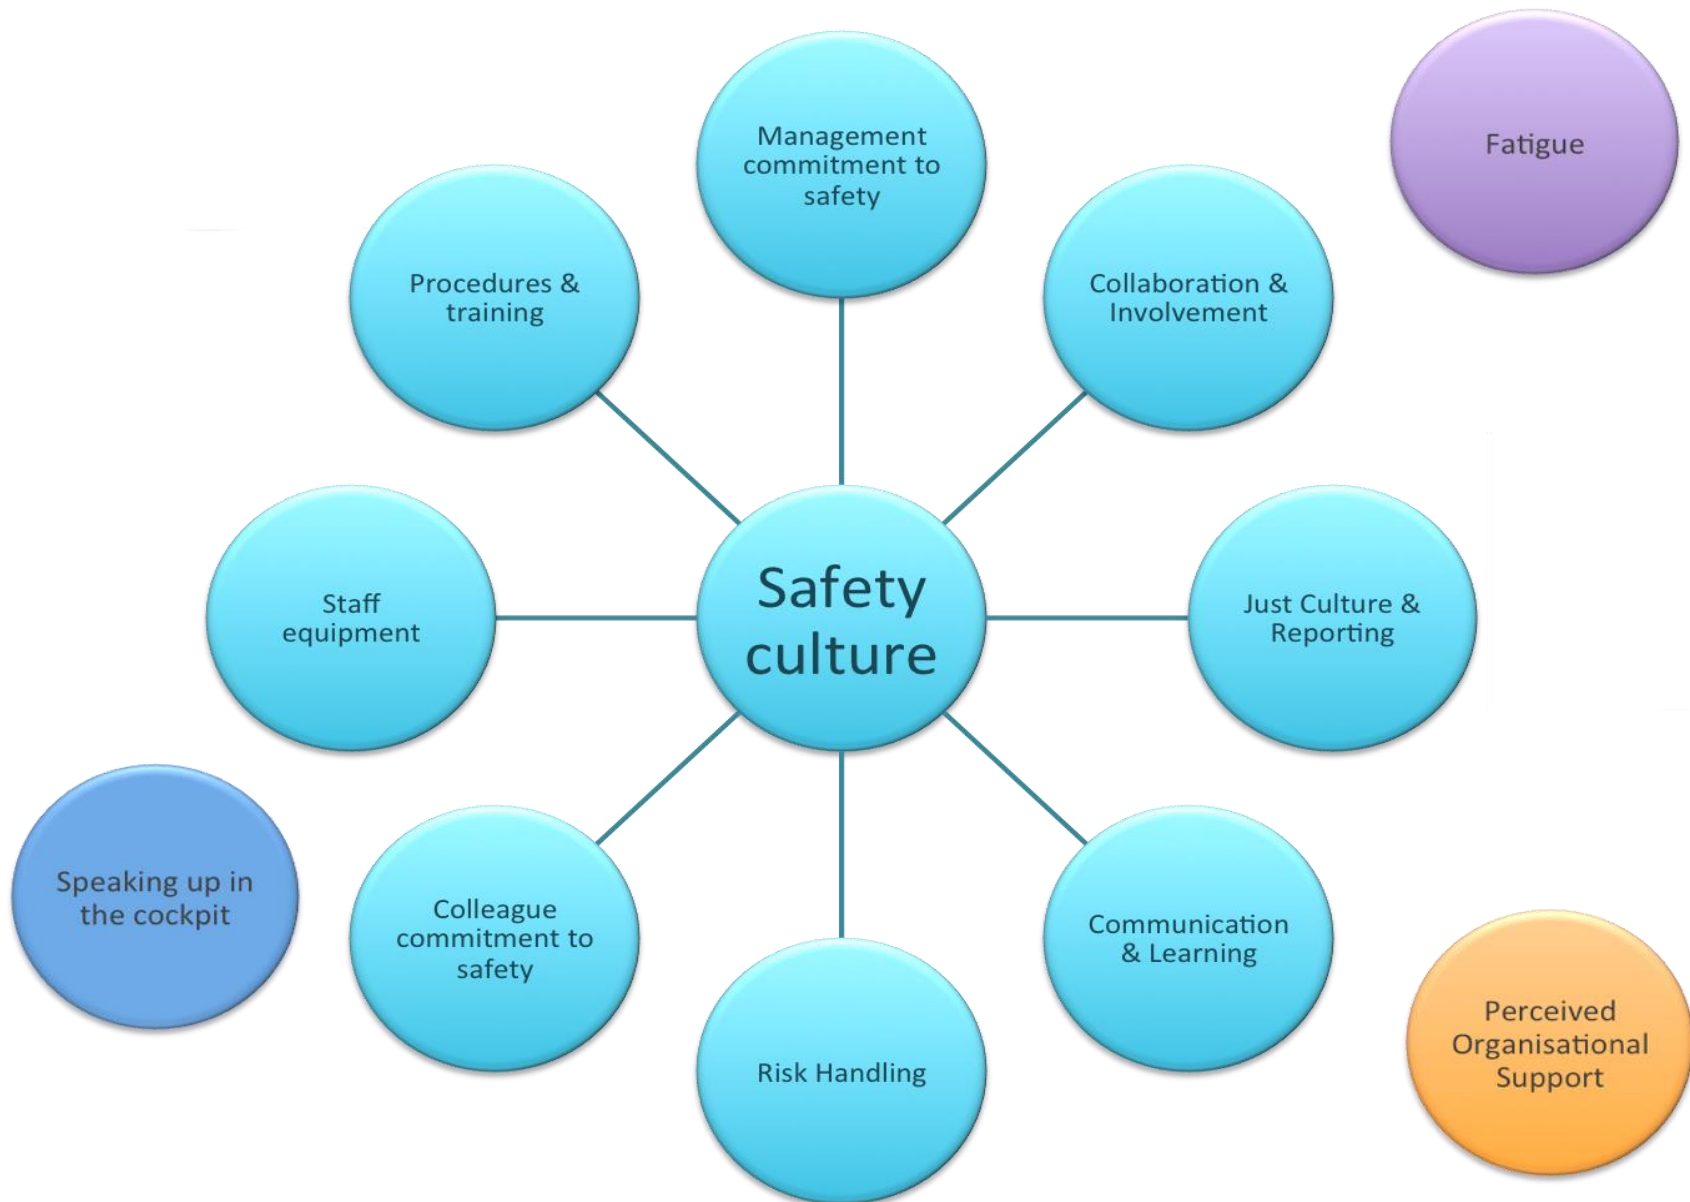 Management
commitment to
safety
Fatigue
Procedures &
training
Collaboration &
Involvement
Staff
equipment
Safety
culture
Just Culture &
Reporting
Speaking up in
the cockpit
Colleague
commitment to
safety
Communication
& Learning
Risk Handling
Perceived
Organisational
Support